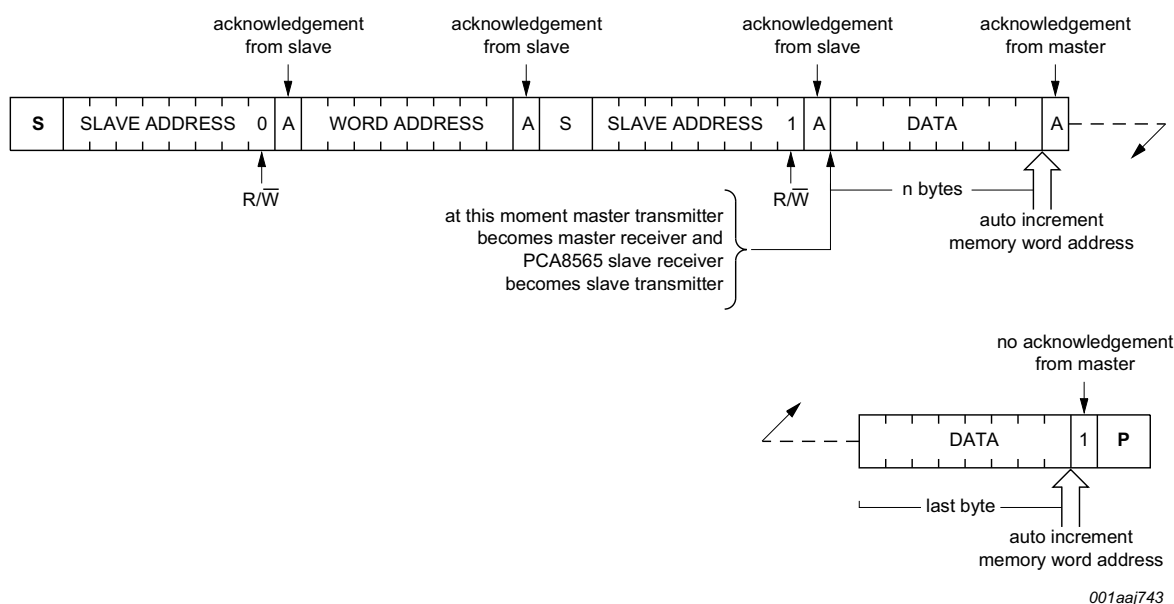 acknowledgement
from slave
acknowledgement
from slave
acknowledgement
from slave
acknowledgement
from master
S SLAVE ADDRESS 0 A WORD ADDRESS A S SLAVE ADDRESS 1 A DATA A
R/W̅
R/W̅
n bytes
at this moment master transmitter
becomes master receiver and
PCA8565 slave receiver
becomes slave transmitter
auto increment
memory word address
no acknowledgement
from master
DATA 1 P
last byte
auto increment
memory word address
001aaj743